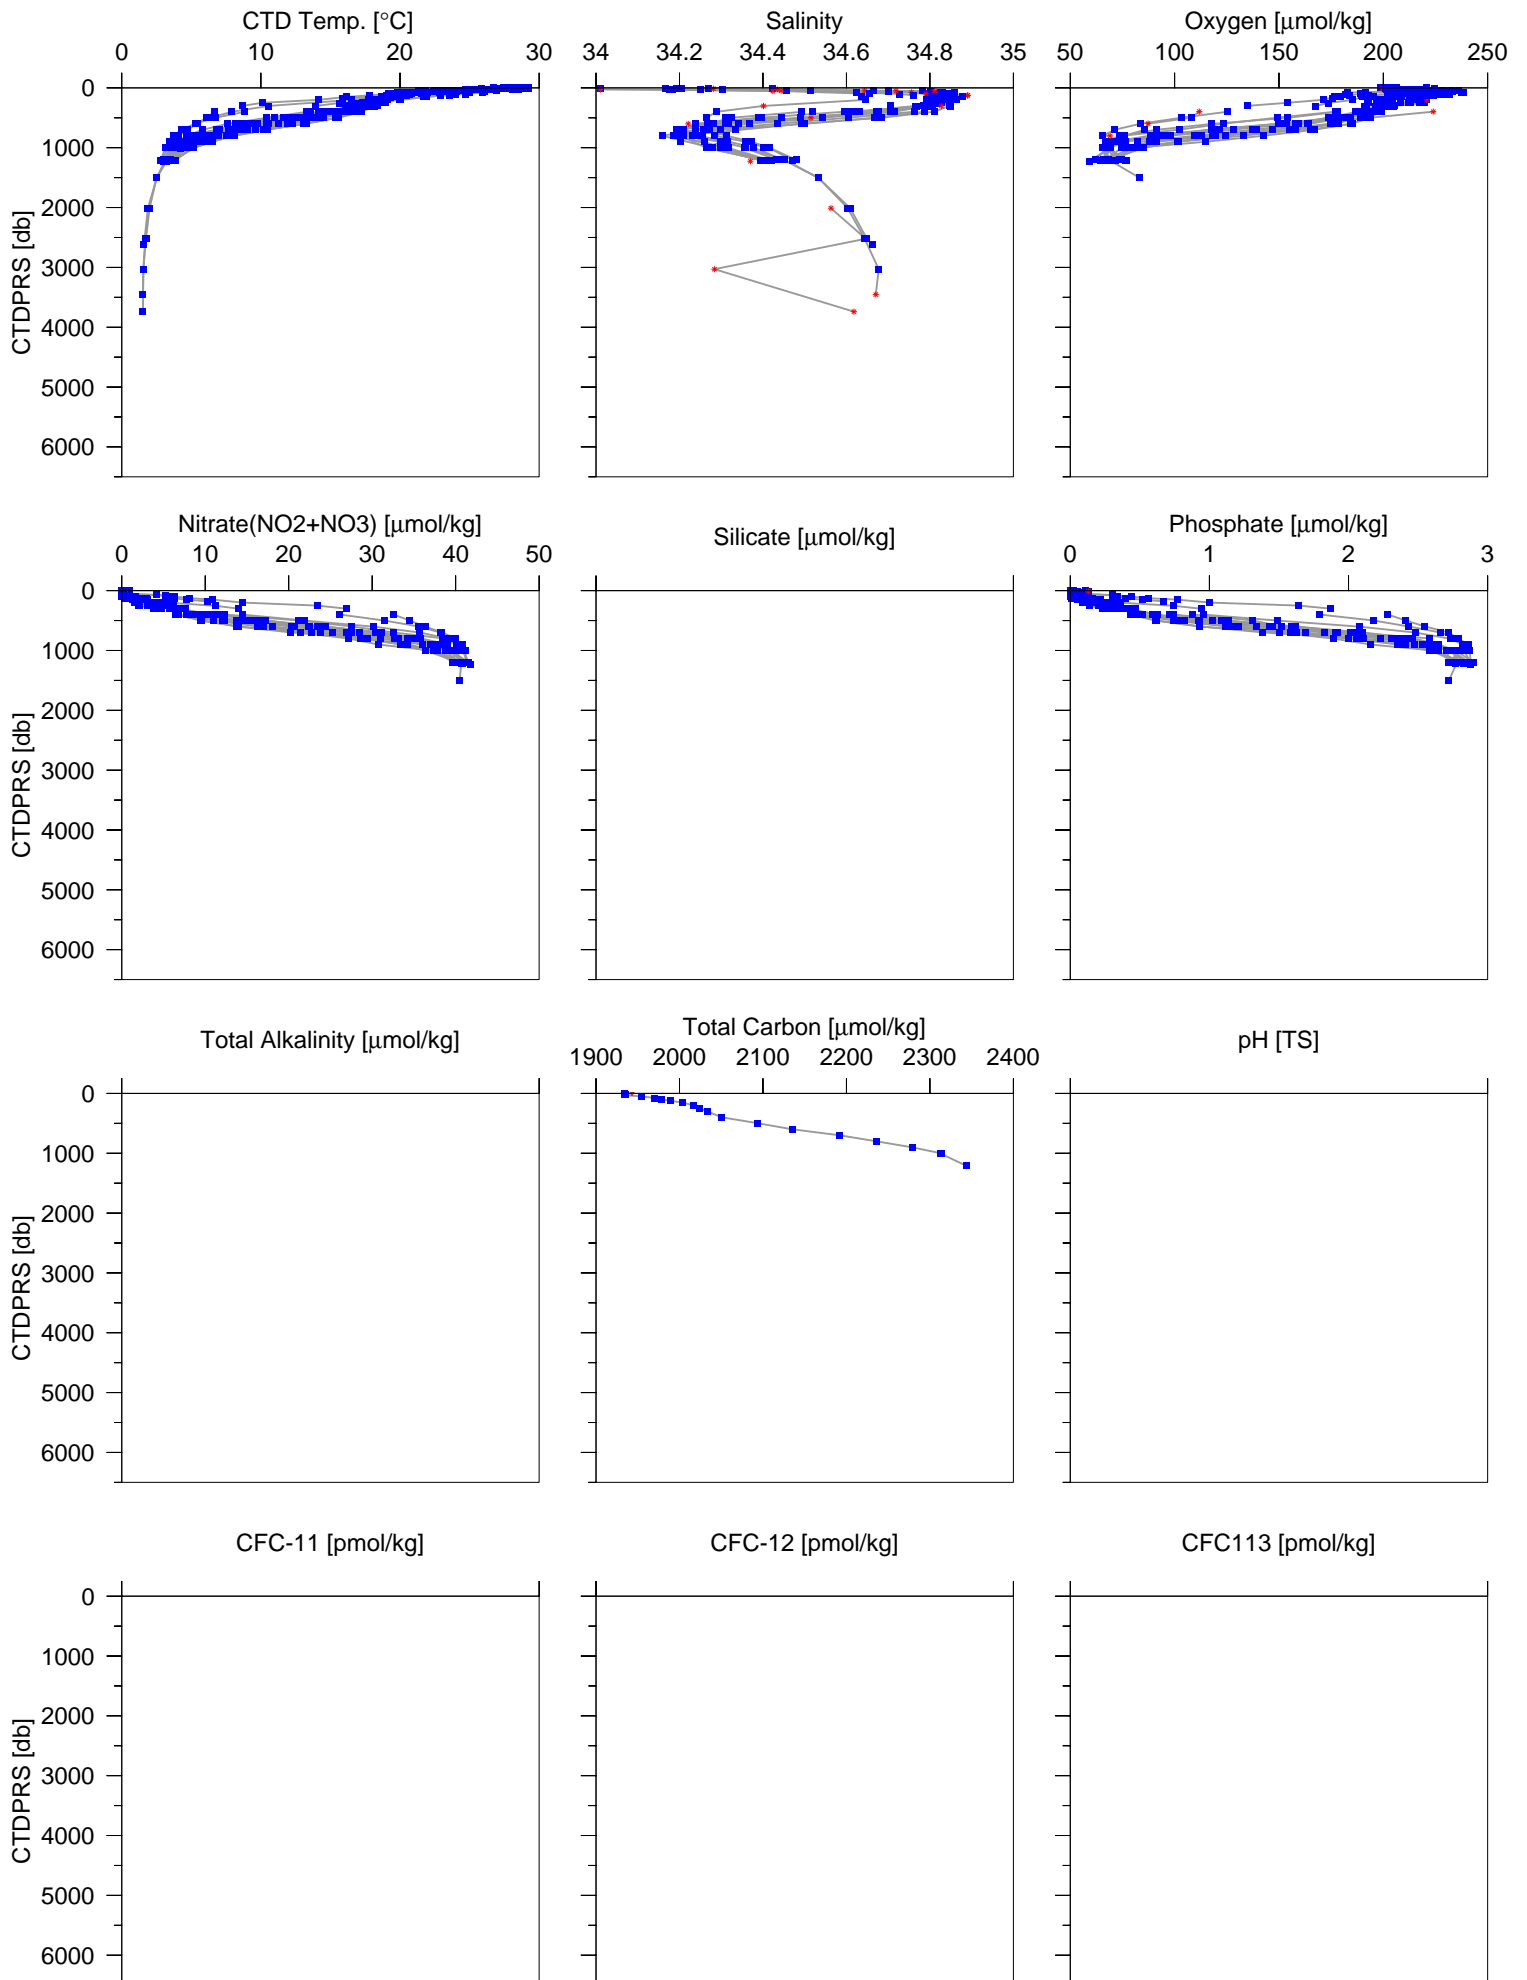 CTD Temp. [°C] Salinity Oxygen [μmol/kg]
0 10 20 30 34 34.2 34.4 34.6 34.8 35 50 100 150 200 250
0
1000
2000
3000
4000
5000
6000
CTDPRS [db]
Nitrate(NO2+NO3) [μmol/kg] Silicate [μmol/kg] Phosphate [μmol/kg]
0 10 20 30 40 50 0 1 2 3
0
1000
2000
3000
4000
5000
6000
CTDPRS [db]
Total Alkalinity [μmol/kg] Total Carbon [μmol/kg] pH [TS]
1900 2000 2100 2200 2300 2400
0
1000
2000
3000
4000
5000
6000
CTDPRS [db]
CFC-11 [pmol/kg] CFC-12 [pmol/kg] CFC113 [pmol/kg]
0
1000
2000
3000
4000
5000
6000
CTDPRS [db]